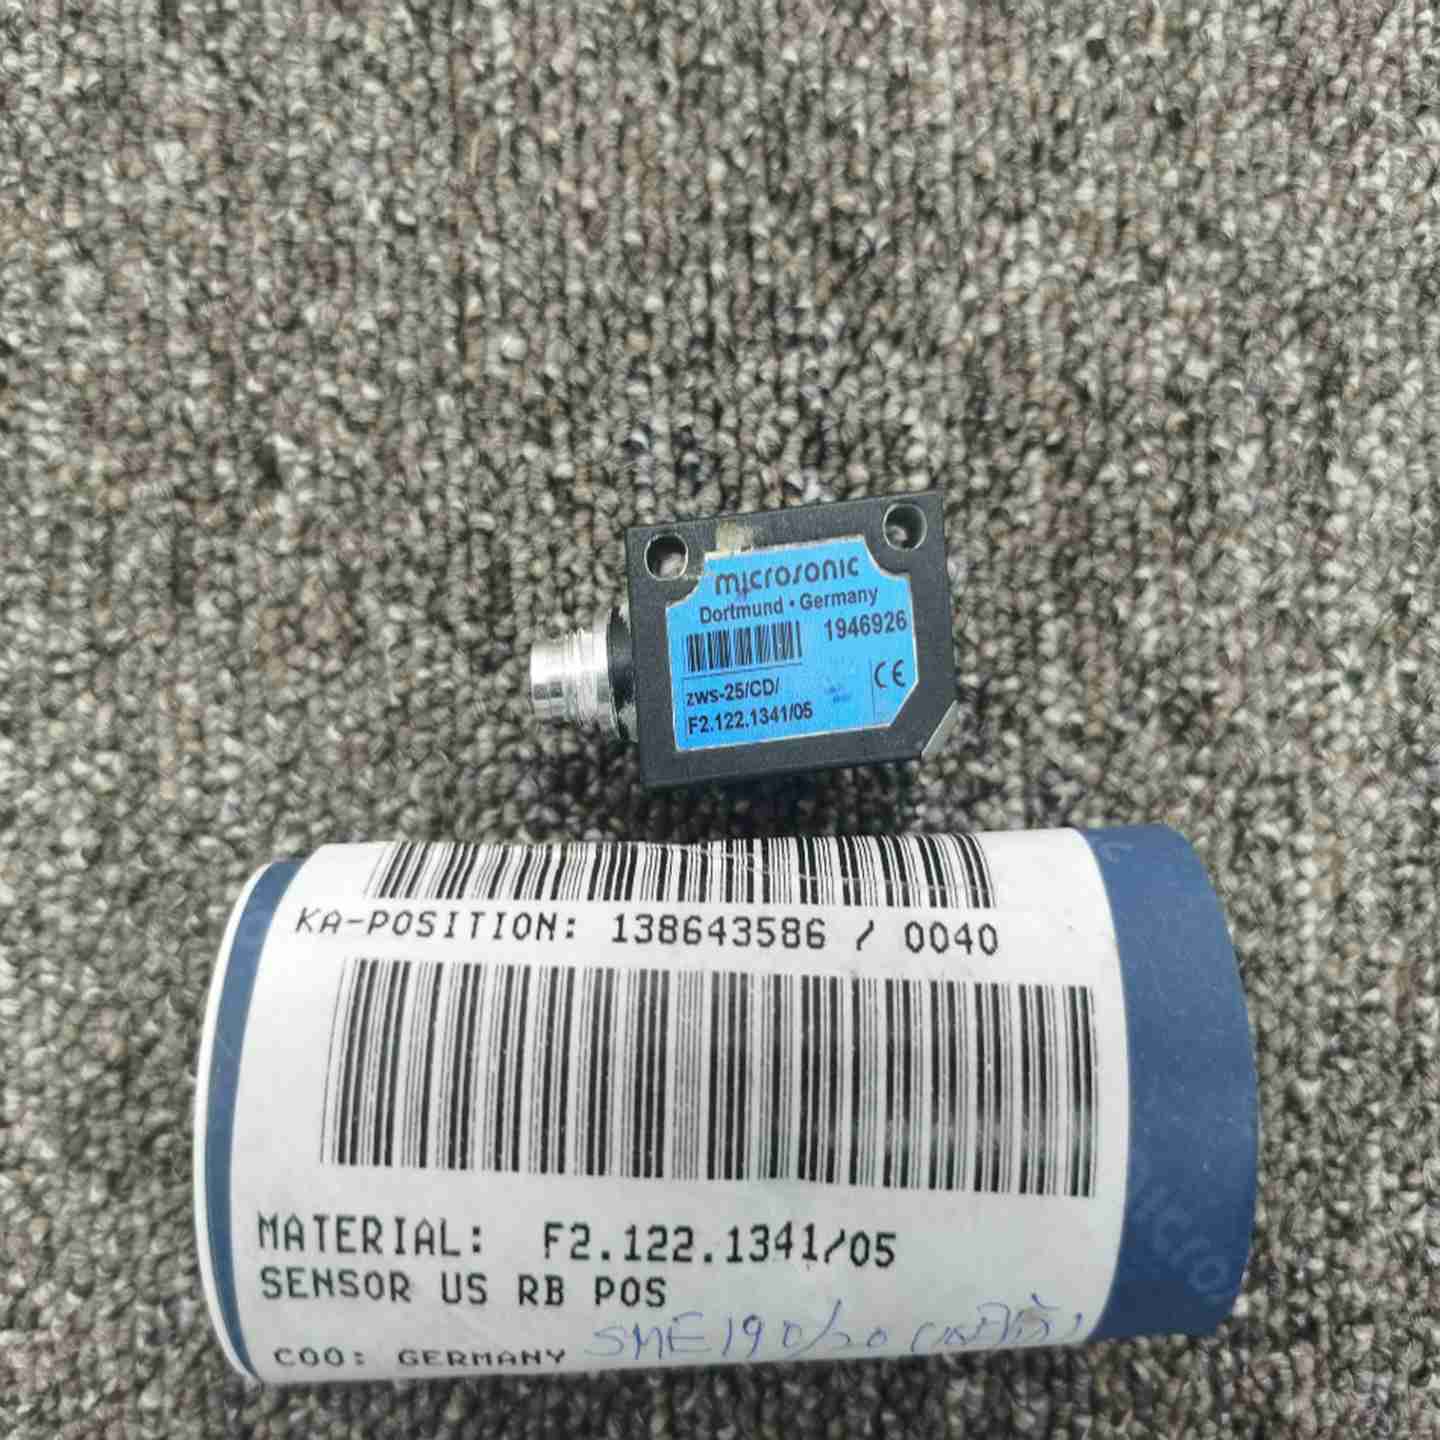 microsonic
Dortmund • Germany
1946926
zws-25/CD/
CE
F2.122.1341/05
KA-POSITION: 138643586 / 0040
MATERIAL: F2.122.1341/05
SENSOR US RB POS
COO: GERMANY